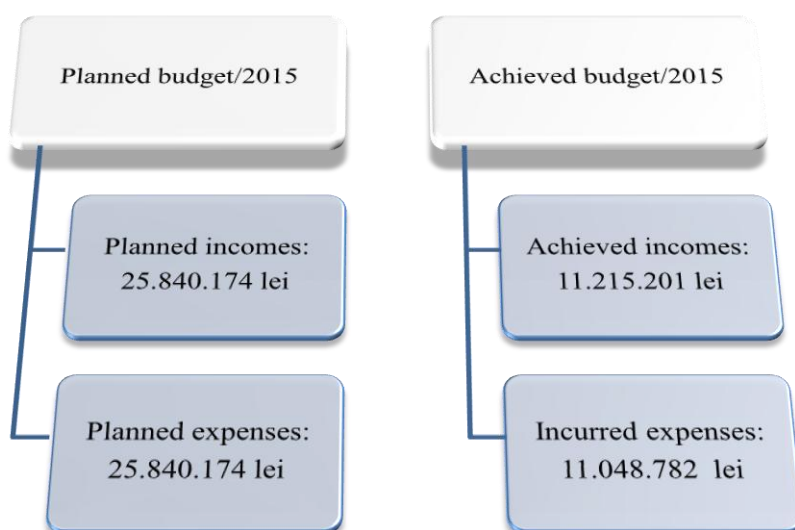 Planned budget/2015
Planned incomes:
25.840.174 lei
Planned expenses:
25.840.174 lei
Achieved budget/2015
Achieved incomes:
11.215.201 lei
Incurred expenses:
11.048.782 lei